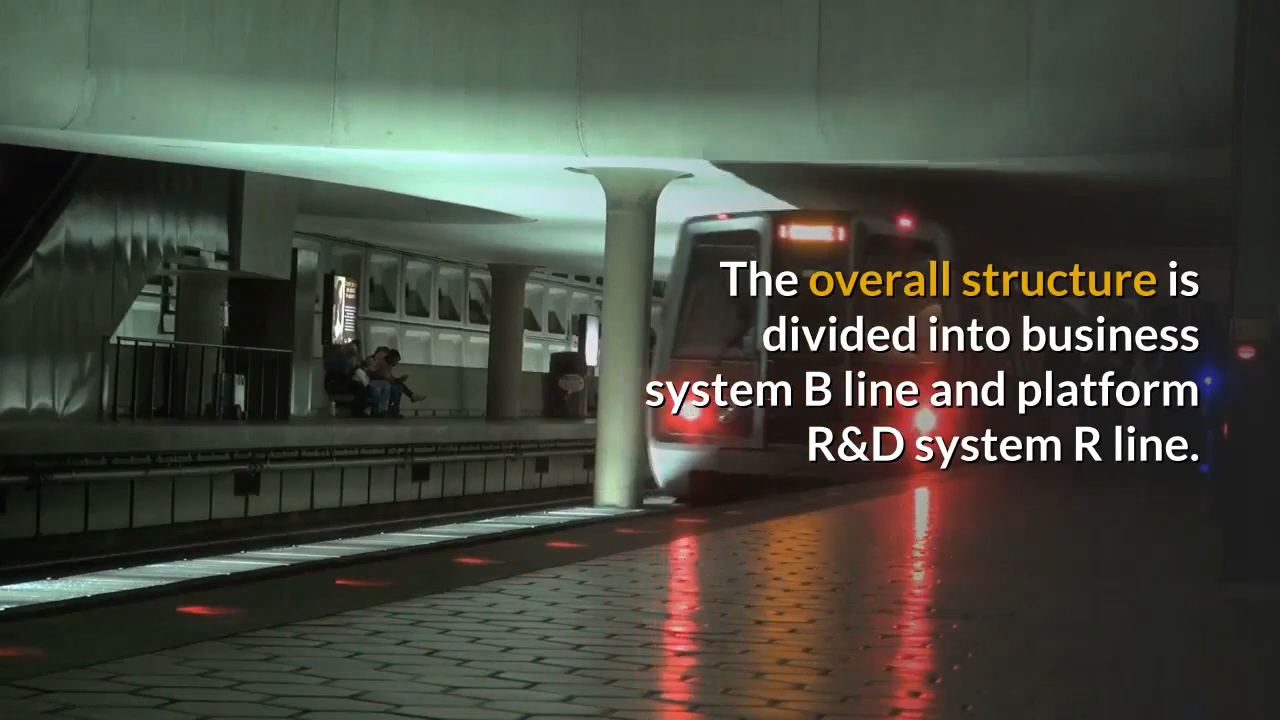 The overall structure is
divided into business
system B line and platform
R&D system R line.